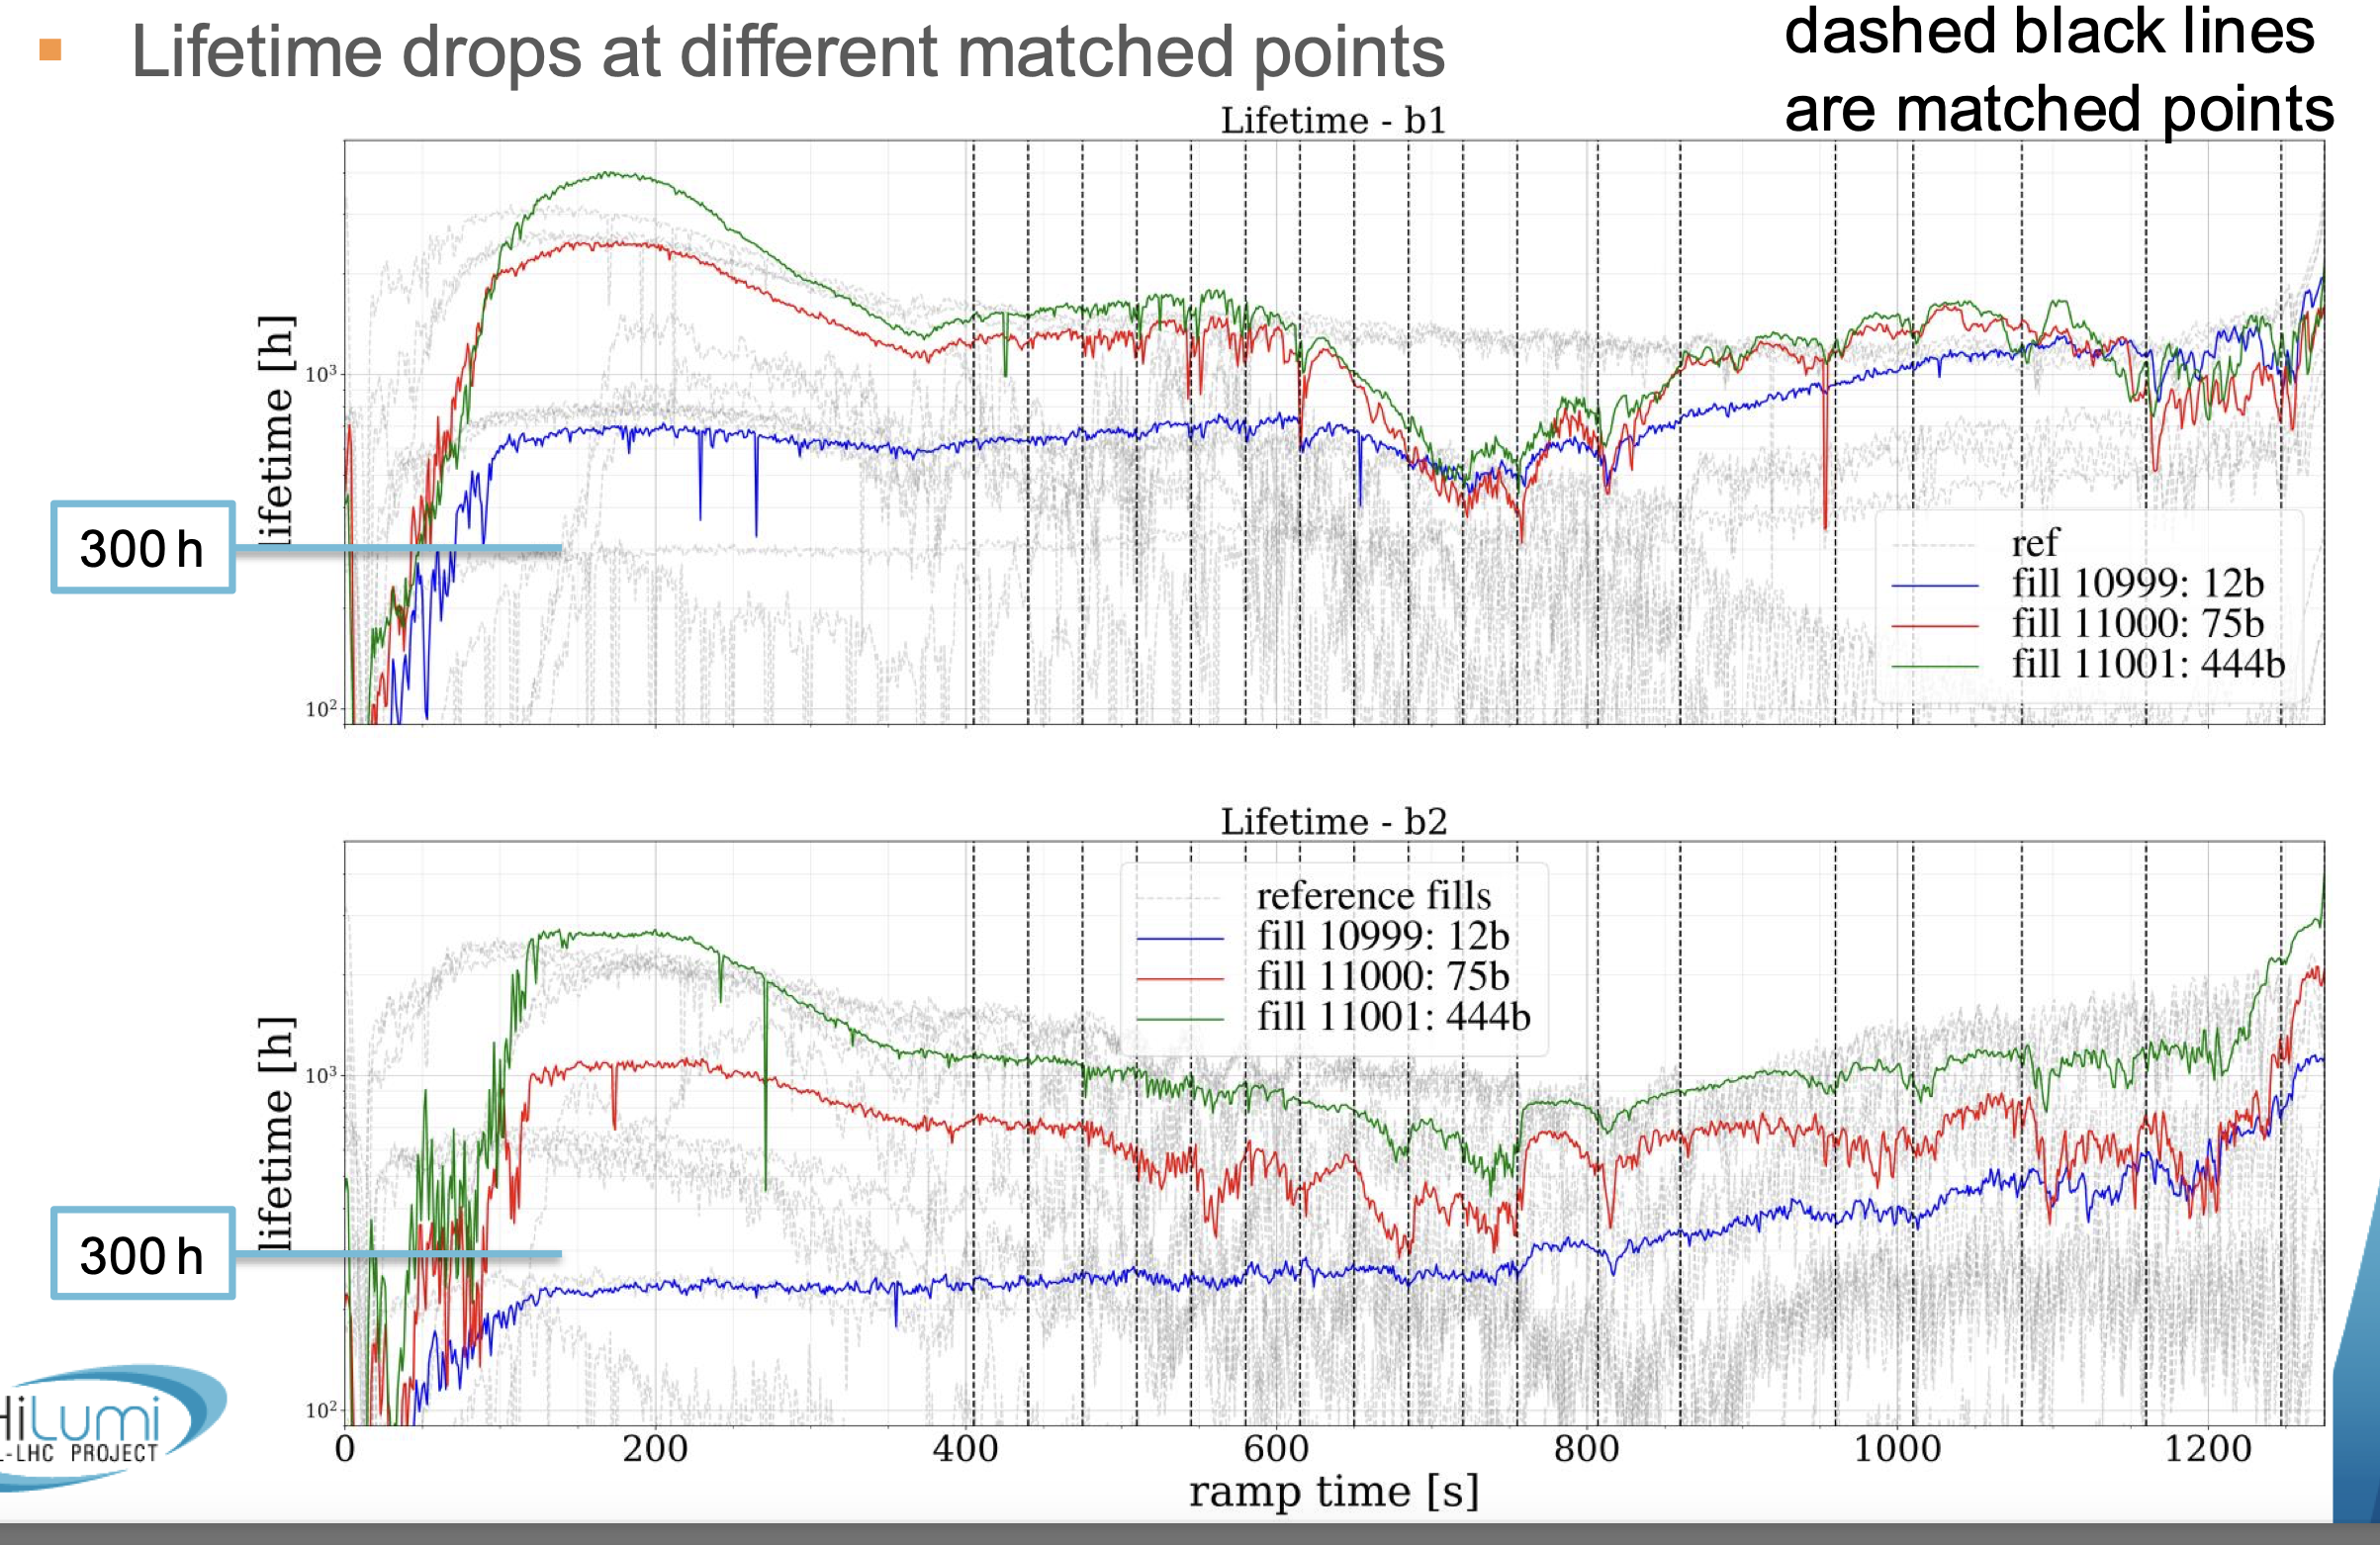 Lifetime drops at different matched points
dashed black lines
are matched points
Lifetime - b1
lifetime [h]
10³
10²
300 h
ref
fill 10999: 12b
fill 11000: 75b
fill 11001: 444b
Lifetime - b2
lifetime [h]
10³
10²
300 h
reference fills
fill 10999: 12b
fill 11000: 75b
fill 11001: 444b
0 200 400 600 800 1000 1200
ramp time [s]
HiLumi
L-LHC PROJECT